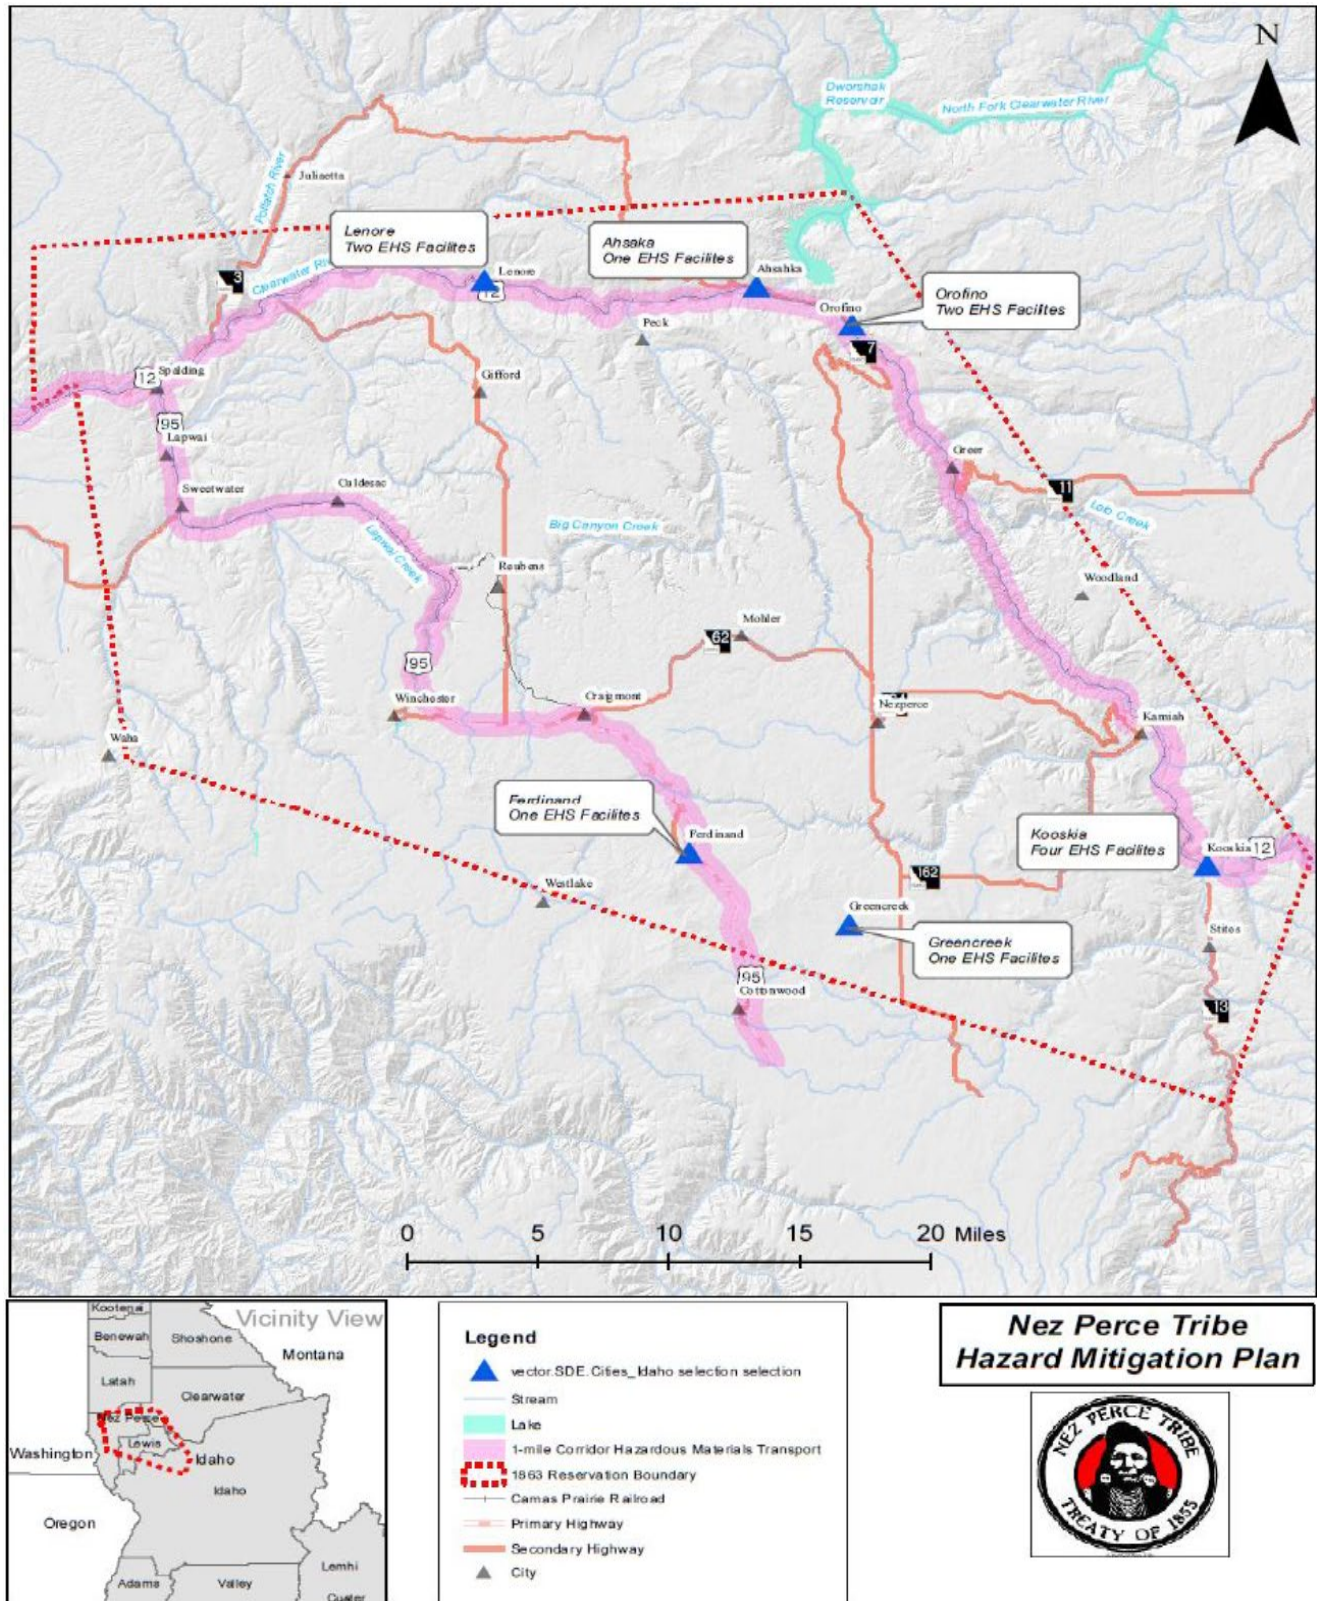 N
Dworshak
Reservoir
North Fork Clearwater River
Potlatch River
Juliaetta
Lenore
Two EHS Facilites
Ahsaka
One EHS Facilites
Orofino
Two EHS Facilites
3
Clearwater Riv
Lenore
12
Ahsahka
Orofino
Peck
7
12
Spalding
Gifford
95
Lapwai
Greer
Sweetwater
Culdesac
11
Lolo Creek
Big Canyon Creek
Lapwai Creek
Reubens
Woodland
Mohler
62
95
Winchester
Craigmont
Nezperce
Kamiah
Waha
Ferdinand
One EHS Facilites
Ferdinand
Kooskia
Four EHS Facilites
Kooskia
12
162
Westlake
Greencreek
Greencreek
One EHS Facilites
Stites
95
Cottonwood
13
0 5 10 15 20 Miles
Vicinity View
Kootenai
Benewah
Shoshone
Montana
Latah
Clearwater
Nez Perce
Lewis
Washington
Idaho
Idaho
Oregon
Adams
Valley
Lemhi
Custer
Legend
vector.SDE.Cities_Idaho selection selection
Stream
Lake
1-mile Corridor Hazardous Materials Transport
1863 Reservation Boundary
Camas Prairie Railroad
Primary Highway
Secondary Highway
City
Nez Perce Tribe
Hazard Mitigation Plan
NEZ PERCE TRIBE
TREATY OF 1855